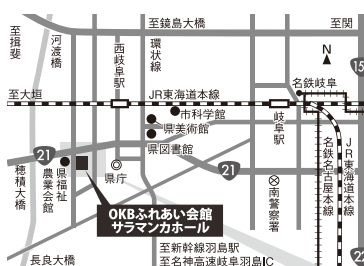 至鏡島大橋
至関
至揖斐
河渡橋
西岐阜駅
環状線
N
名鉄岐阜
15
至大垣
JR東海道本線
市科学館
県美術館
県図書館
岐阜駅
21
21
県福祉
農業会館
県庁
穂積大橋
南警察署
名鉄名古屋本線
JR東海道本線
OKBふれあい会館
サラマンカホール
22
長良大橋
至新幹線羽島駅
至名神高速岐阜羽島IC